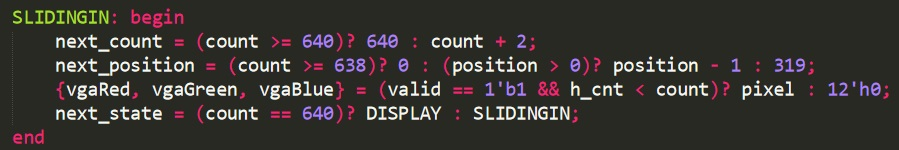 SLIDINGIN: begin
    next_count = (count >= 640)? 640 : count + 2;
    next_position = (count >= 638)? 0 : (position > 0)? position - 1 : 319;
    {vgaRed, vgaGreen, vgaBlue} = (valid == 1'b1 && h_cnt < count)? pixel : 12'h0;
    next_state = (count == 640)? DISPLAY : SLIDINGIN;
end